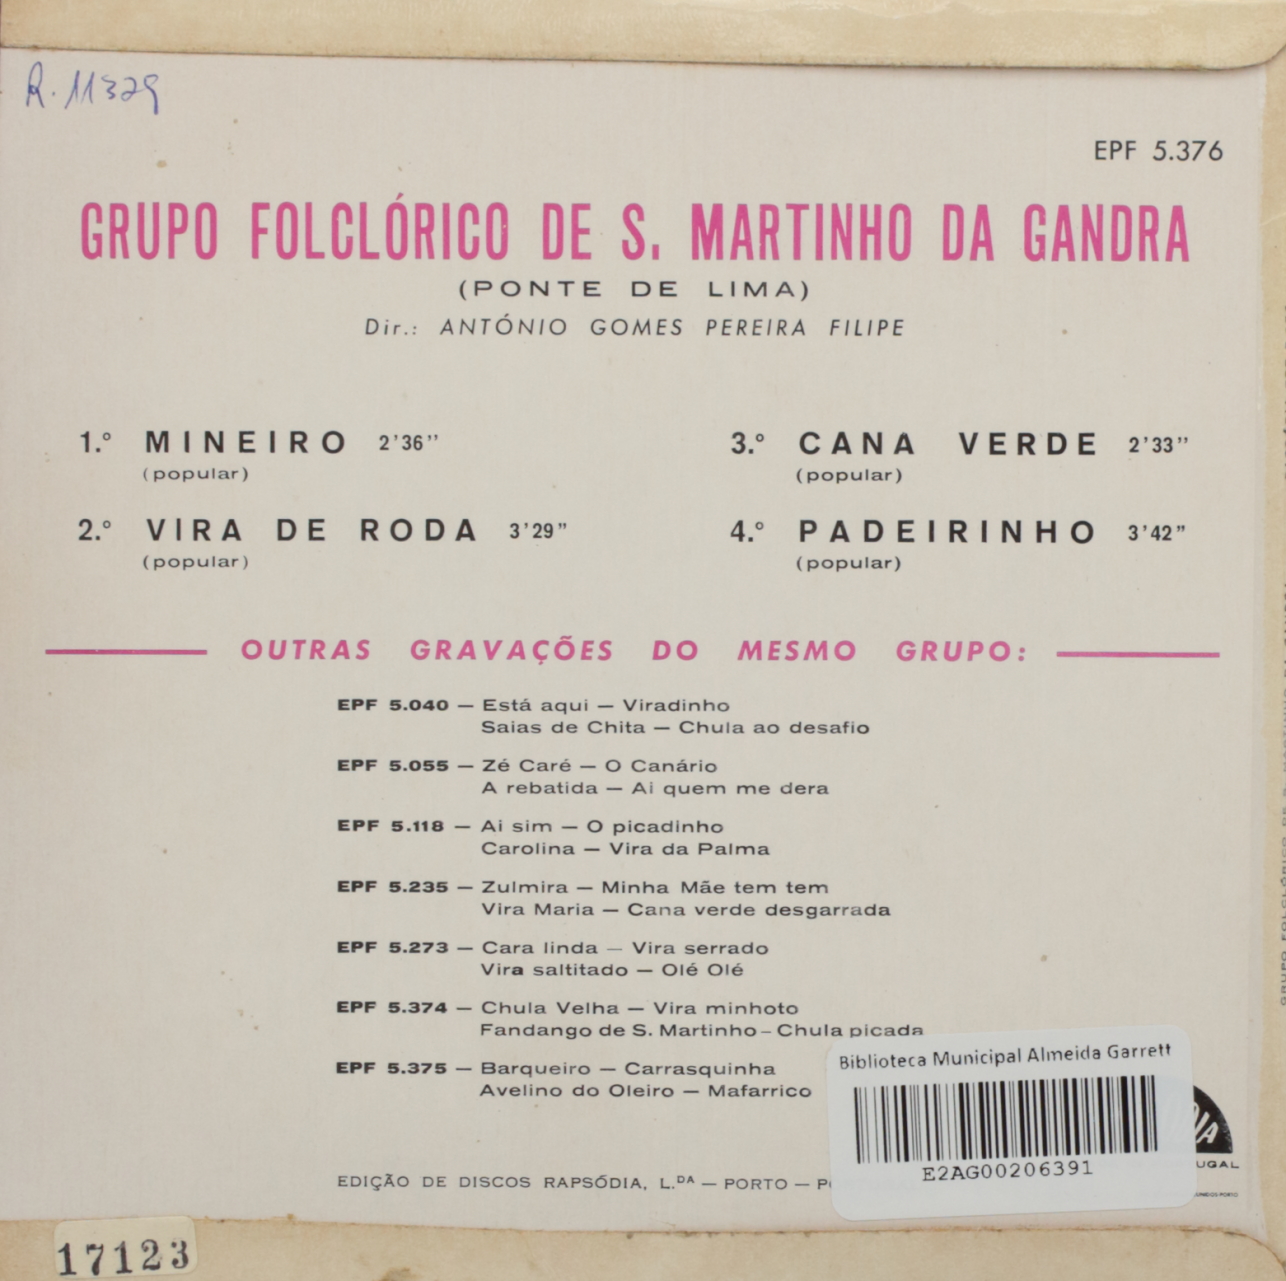 R. 11329
EPF 5.376
GRUPO FOLCLÓRICO DE S. MARTINHO DA GANDRA
(PONTE DE LIMA)
Dir.: ANTÓNIO GOMES PEREIRA FILIPE
1.º MINEIRO 2'36''
(popular)
2.º VIRA DE RODA 3'29"
(popular)
3.º CANA VERDE 2'33''
(popular)
4.º PADEIRINHO 3'42"
(popular)
OUTRAS GRAVAÇÕES DO MESMO GRUPO:
EPF 5.040 — Está aqui — Viradinho
Saias de Chita — Chula ao desafio
EPF 5.055 — Zé Caré — O Canário
A rebatida — Ai quem me dera
EPF 5.118 — Ai sim — O picadinho
Carolina — Vira da Palma
EPF 5.235 — Zulmira — Minha Mãe tem tem
Vira Maria — Cana verde desgarrada
EPF 5.273 — Cara linda — Vira serrado
Vira saltitado — Olé Olé
EPF 5.374 — Chula Velha — Vira minhoto
Fandango de S. Martinho – Chula picada
EPF 5.375 — Barqueiro — Carrasquinha
Avelino do Oleiro — Mafarrico
Biblioteca Municipal Almeida Garrett
E2AG00206391
UGAL
EDIÇÃO DE DISCOS RAPSÓDIA, L.DA — PORTO — P
17123